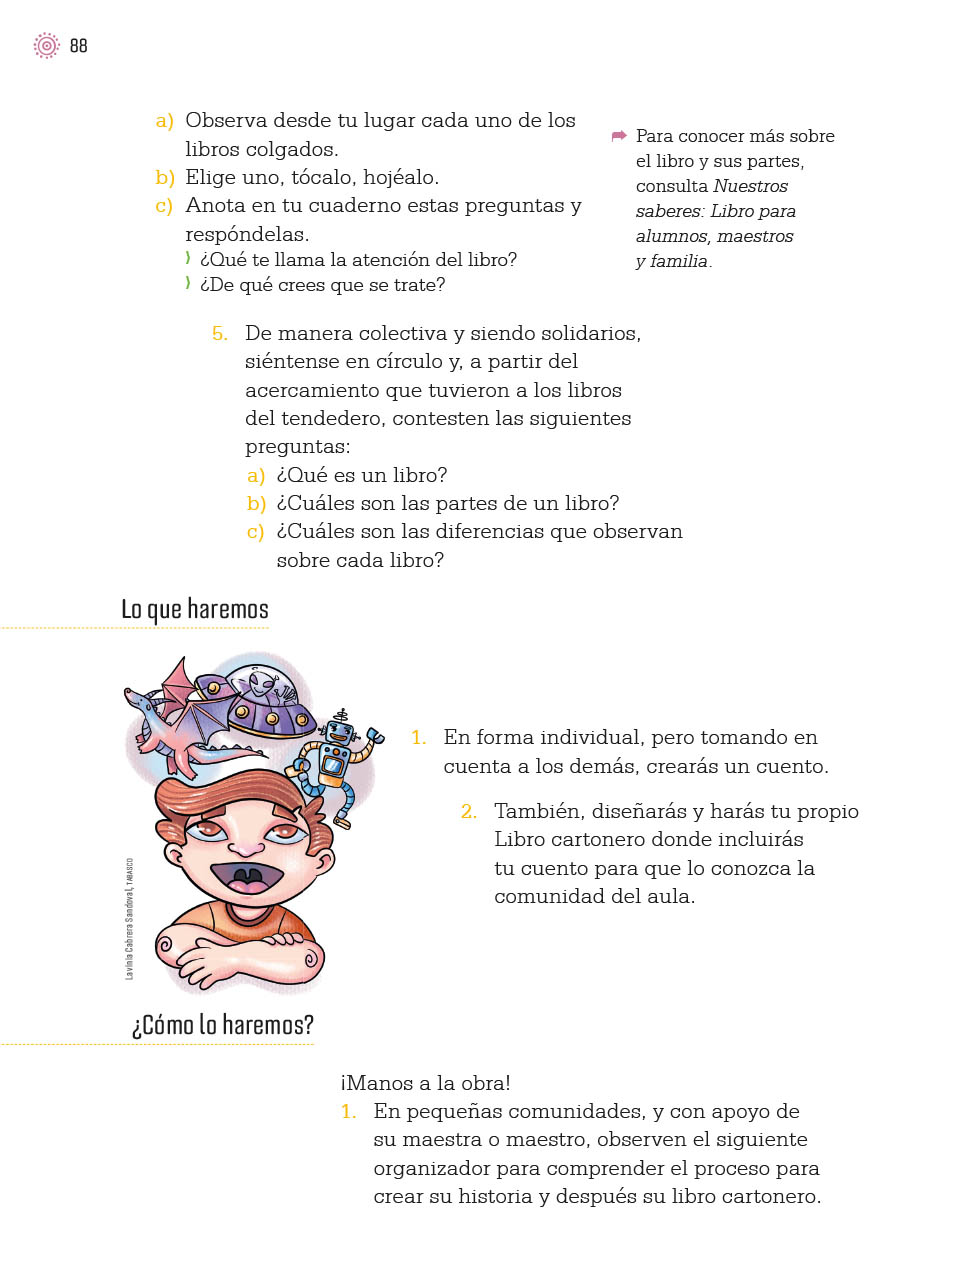 88
a) Observa desde tu lugar cada uno de los
libros colgados.
b) Elige uno, tócalo, hojéalo.
c) Anota en tu cuaderno estas preguntas y
respóndelas.
¿Qué te llama la atención del libro?
¿De qué crees que se trate?
Para conocer más sobre
el libro y sus partes,
consulta Nuestros
saberes: Libro para
alumnos, maestros
y familia.
5. De manera colectiva y siendo solidarios,
siéntense en círculo y, a partir del
acercamiento que tuvieron a los libros
del tendedero, contesten las siguientes
preguntas:
a) ¿Qué es un libro?
b) ¿Cuáles son las partes de un libro?
c) ¿Cuáles son las diferencias que observan
sobre cada libro?
Lo que haremos
1. En forma individual, pero tomando en
cuenta a los demás, crearás un cuento.
2. También, diseñarás y harás tu propio
Libro cartonero donde incluirás
tu cuento para que lo conozca la
comunidad del aula.
Lavinia Cabrera Sandoval, TABASCO
¿Cómo lo haremos?
¡Manos a la obra!
1. En pequeñas comunidades, y con apoyo de
su maestra o maestro, observen el siguiente
organizador para comprender el proceso para
crear su historia y después su libro cartonero.